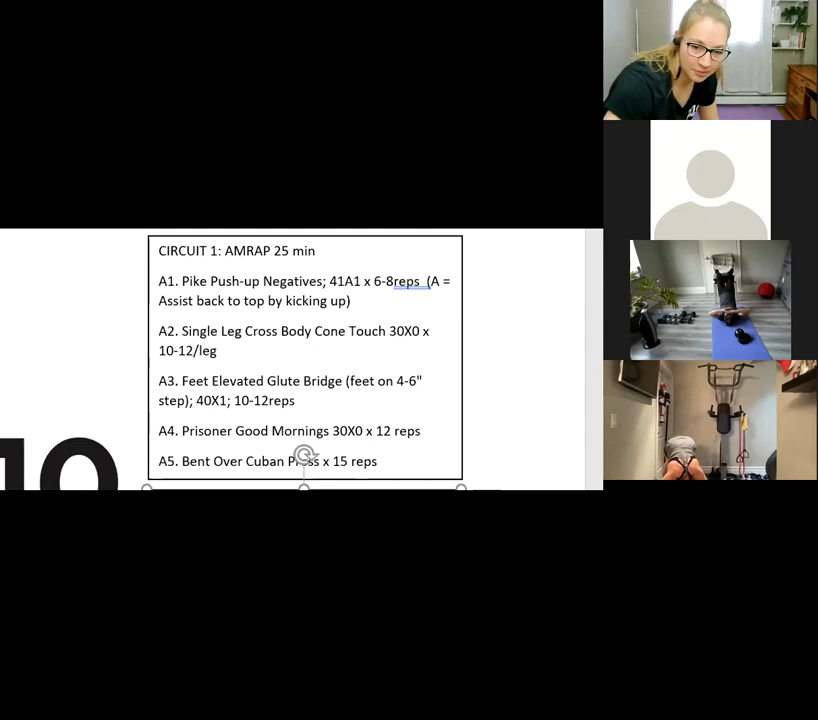 CIRCUIT 1: AMRAP 25 min
A1. Pike Push-up Negatives; 41A1 x 6-8reps (A =
Assist back to top by kicking up)
A2. Single Leg Cross Body Cone Touch 30X0 x
10-12/leg
A3. Feet Elevated Glute Bridge (feet on 4-6"
step); 40X1; 10-12reps
A4. Prisoner Good Mornings 30X0 x 12 reps
A5. Bent Over Cuban Press x 15 reps
10